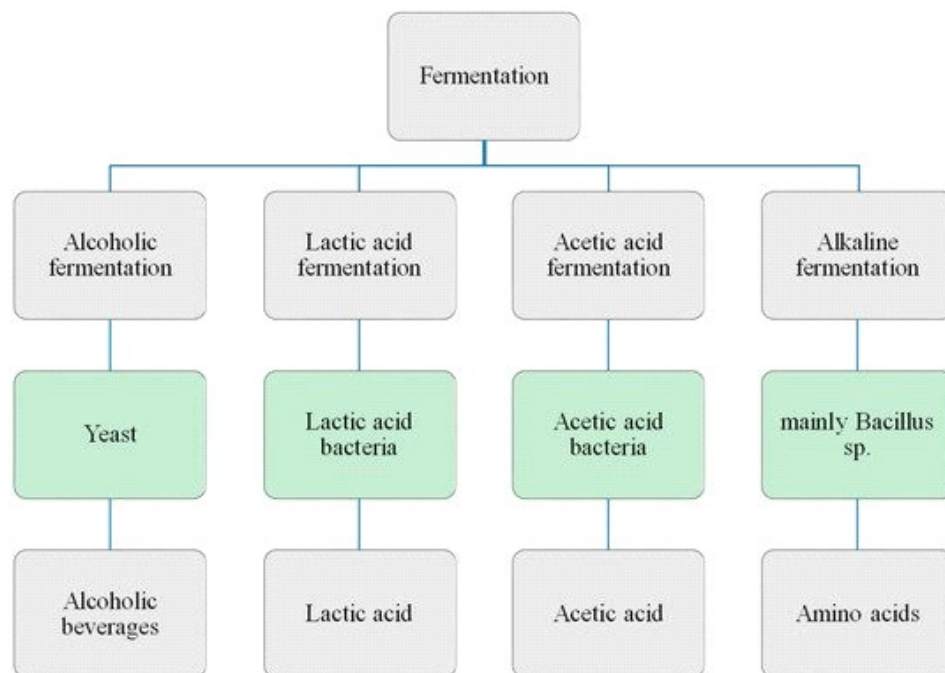 Fermentation
Alcoholic
fermentation
Lactic acid
fermentation
Acetic acid
fermentation
Alkaline
fermentation
Yeast
Lactic acid
bacteria
Acetic acid
bacteria
mainly Bacillus
sp.
Alcoholic
beverages
Lactic acid
Acetic acid
Amino acids